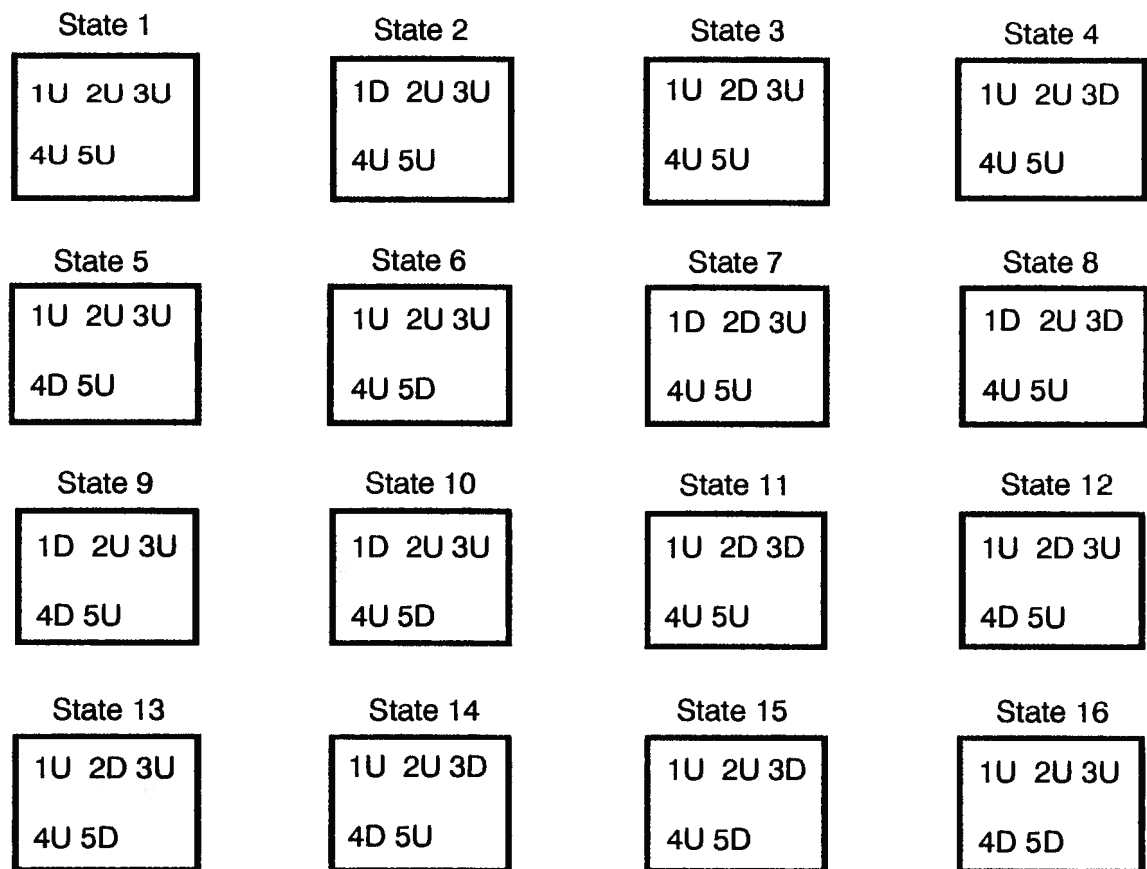 State 1
State 2
State 3
State 4
1U 2U 3U
4U 5U
1D 2U 3U
4U 5U
1U 2D 3U
4U 5U
1U 2U 3D
4U 5U
State 5
State 6
State 7
State 8
1U 2U 3U
4D 5U
1U 2U 3U
4U 5D
1D 2D 3U
4U 5U
1D 2U 3D
4U 5U
State 9
State 10
State 11
State 12
1D 2U 3U
4D 5U
1D 2U 3U
4U 5D
1U 2D 3D
4U 5U
1U 2D 3U
4D 5U
State 13
State 14
State 15
State 16
1U 2D 3U
4U 5D
1U 2U 3D
4D 5U
1U 2U 3D
4U 5D
1U 2U 3U
4D 5D